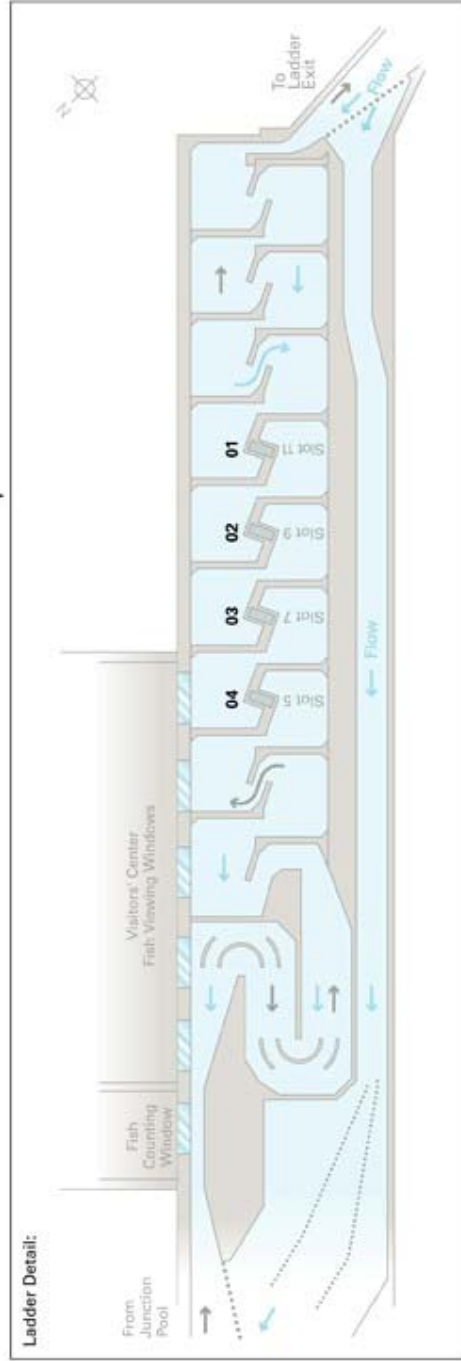 Ladder Detail:
From
Junction
Pool
Fish
Counting
Window
Visitors' Center
Fish Viewing Windows
N
To
Ladder
Exit
04
03
02
01
Slot 5
Slot 7
Slot 9
Slot 11
Flow
Flow